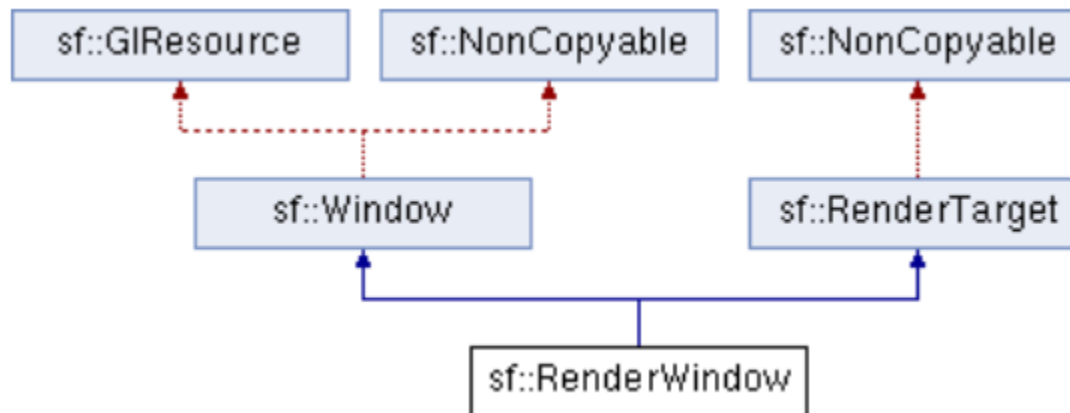 sf::GlResource
sf::NonCopyable
sf::NonCopyable
sf::Window
sf::RenderTarget
sf::RenderWindow